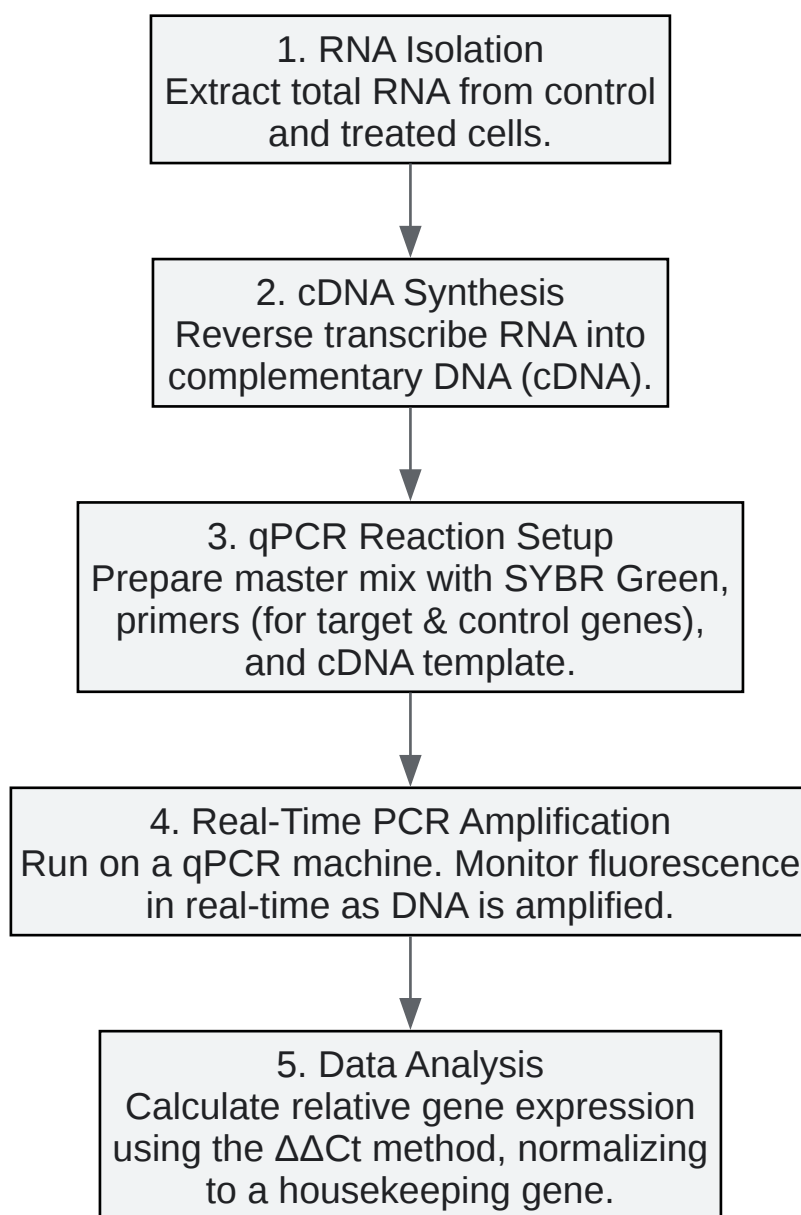 1. RNA Isolation
Extract total RNA from control
and treated cells.
2. cDNA Synthesis
Reverse transcribe RNA into
complementary DNA (cDNA).
3. qPCR Reaction Setup
Prepare master mix with SYBR Green,
primers (for target & control genes),
and cDNA template.
4. Real-Time PCR Amplification
Run on a qPCR machine. Monitor fluorescence
in real-time as DNA is amplified.
5. Data Analysis
Calculate relative gene expression
using the ΔΔCt method, normalizing
to a housekeeping gene.